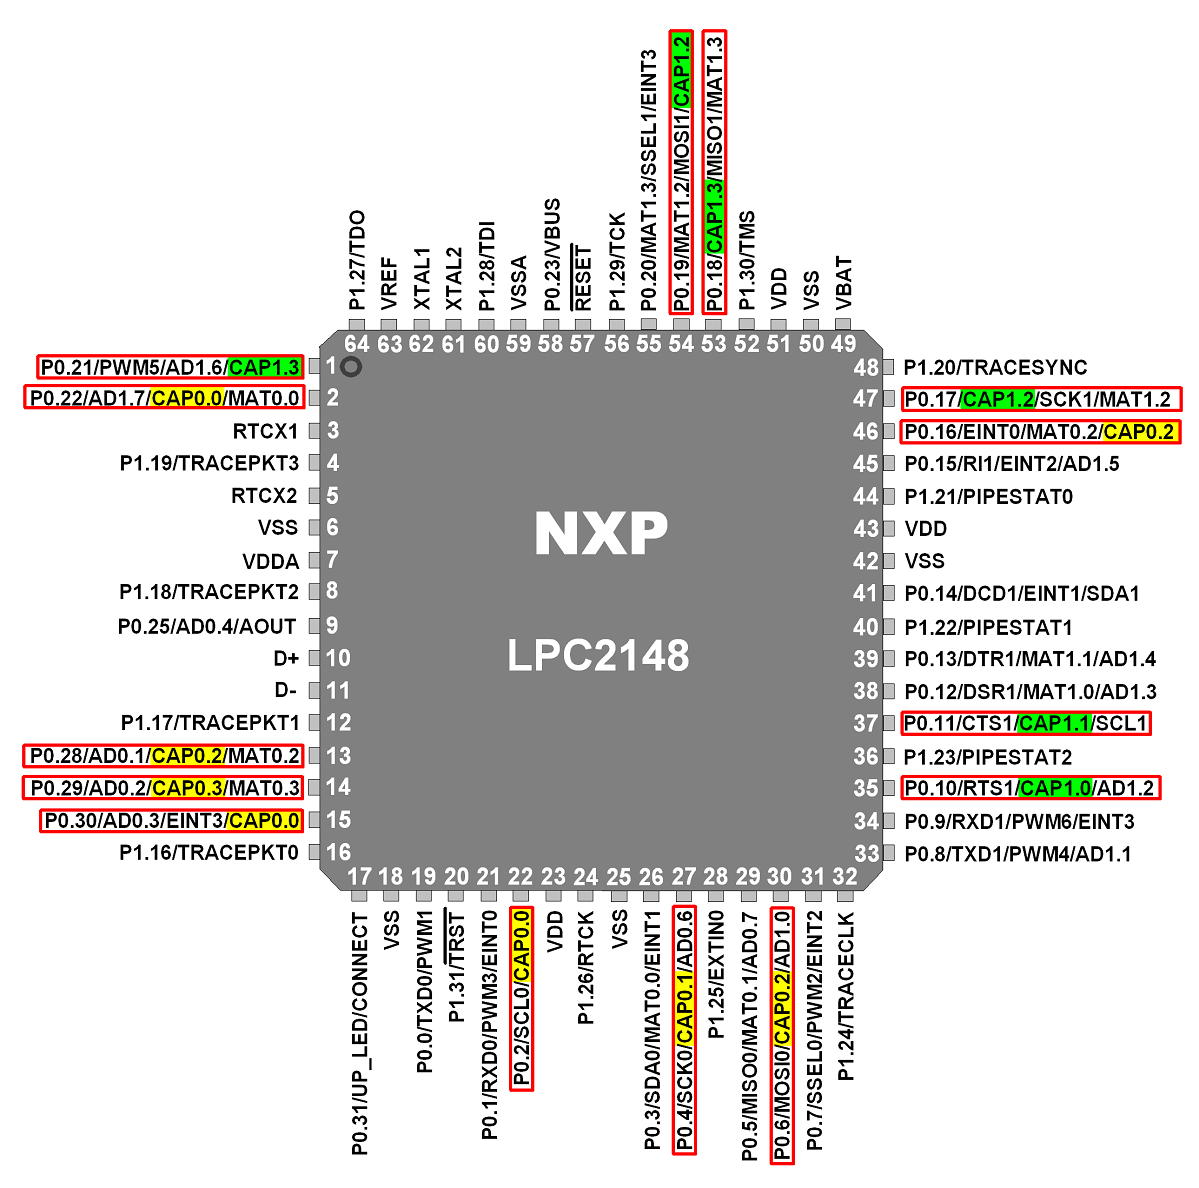 P1.27/TDO
VREF
XTAL1
XTAL2
P1.28/TDI
VSSA
P0.23/VBUS
RESET
P1.29/TCK
P0.20/MAT1.3/SSEL1/EINT3
P0.19/MAT1.2/MOSI1/CAP1.2
P0.18/CAP1.3/MISO1/MAT1.3
P1.30/TMS
VDD
VSS
VBAT
64 63 62 61 60 59 58 57 56 55 54 53 52 51 50 49
P0.21/PWM5/AD1.6/CAP1.3 1
P0.22/AD1.7/CAP0.0/MAT0.0 2
RTCX1 3
P1.19/TRACEPKT3 4
RTCX2 5
VSS 6
VDDA 7
P1.18/TRACEPKT2 8
P0.25/AD0.4/AOUT 9
D+ 10
D- 11
P1.17/TRACEPKT1 12
P0.28/AD0.1/CAP0.2/MAT0.2 13
P0.29/AD0.2/CAP0.3/MAT0.3 14
P0.30/AD0.3/EINT3/CAP0.0 15
P1.16/TRACEPKT0 16
NXP
LPC2148
48 P1.20/TRACESYNC
47 P0.17/CAP1.2/SCK1/MAT1.2
46 P0.16/EINT0/MAT0.2/CAP0.2
45 P0.15/RI1/EINT2/AD1.5
44 P1.21/PIPESTAT0
43 VDD
42 VSS
41 P0.14/DCD1/EINT1/SDA1
40 P1.22/PIPESTAT1
39 P0.13/DTR1/MAT1.1/AD1.4
38 P0.12/DSR1/MAT1.0/AD1.3
37 P0.11/CTS1/CAP1.1/SCL1
36 P1.23/PIPESTAT2
35 P0.10/RTS1/CAP1.0/AD1.2
34 P0.9/RXD1/PWM6/EINT3
33 P0.8/TXD1/PWM4/AD1.1
17 18 19 20 21 22 23 24 25 26 27 28 29 30 31 32
P0.31/UP_LED/CONNECT
VSS
P0.0/TXD0/PWM1
P1.31/TRST
P0.1/RXD0/PWM3/EINT0
P0.2/SCL0/CAP0.0
VDD
P1.26/RTCK
VSS
P0.3/SDA0/MAT0.0/EINT1
P0.4/SCK0/CAP0.1/AD0.6
P1.25/EXTIN0
P0.5/MISO0/MAT0.1/AD0.7
P0.6/MOSI0/CAP0.2/AD1.0
P0.7/SSEL0/PWM2/EINT2
P1.24/TRACECLK